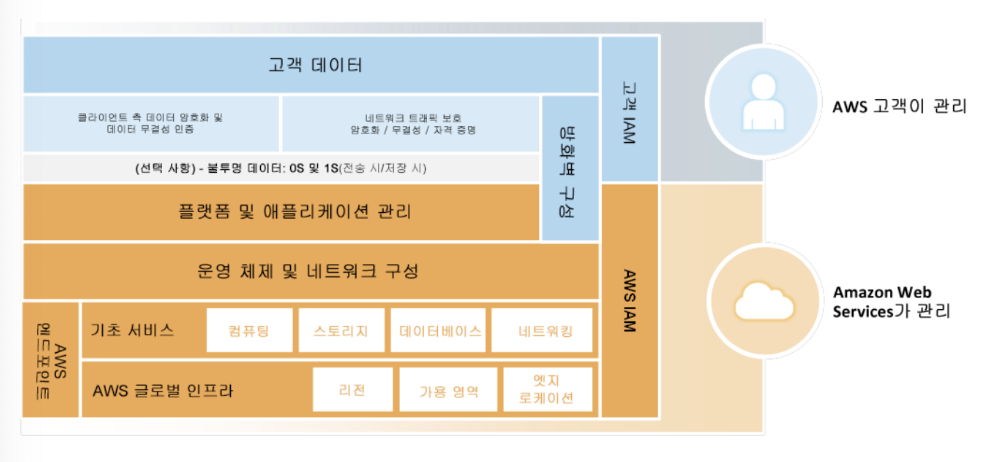 고객 데이터
클라이언트 측 데이터 암호화 및
데이터 무결성 인증
네트워크 트래픽 보호
암호화 / 무결성 / 자격 증명
(선택 사항) - 불투명 데이터: 0S 및 1S(전송 시/저장 시)
방화벽 구성
고객 IAM
플랫폼 및 애플리케이션 관리
운영 체제 및 네트워크 구성
AWS
엔드포인트
기초 서비스
컴퓨팅
스토리지
데이터베이스
네트워킹
AWS 글로벌 인프라
리전
가용 영역
엣지
로케이션
AWS IAM
AWS 고객이 관리
Amazon Web
Services가 관리